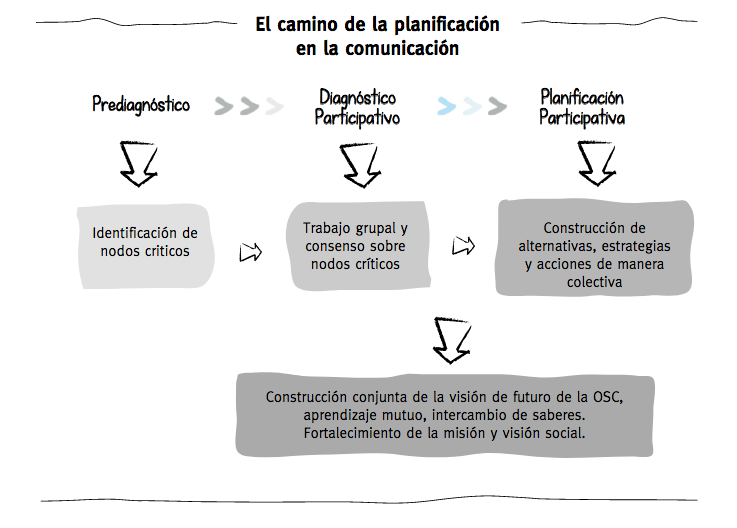 El camino de la planificación
en la comunicación
Prediagnóstico
Diagnóstico
Participativo
Planificación
Participativa
Identificación de
nodos criticos
Trabajo grupal y
consenso sobre
nodos críticos
Construcción de
alternativas, estrategias
y acciones de manera
colectiva
Construcción conjunta de la visión de futuro de la OSC,
aprendizaje mutuo, intercambio de saberes.
Fortalecimiento de la misión y visión social.